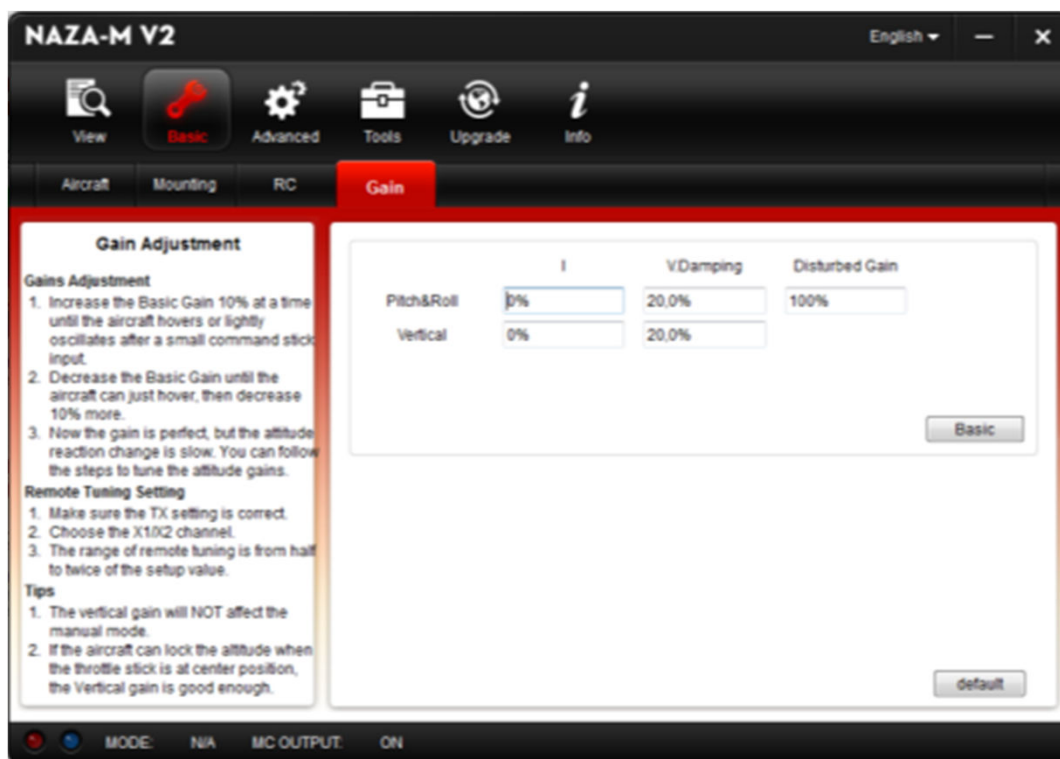 NAZA-M V2
English
View Basic Advanced Tools Upgrade Info
Aircraft Mounting RC Gain
Gain Adjustment
Gains Adjustment
1. Increase the Basic Gain 10% at a time
until the aircraft hovers or lightly
oscillates after a small command stick
input.
2. Decrease the Basic Gain until the
aircraft can just hover, then decrease
10% more.
3. Now the gain is perfect, but the attitude
reaction change is slow. You can follow
the steps to tune the attitude gains.
Remote Tuning Setting
1. Make sure the TX setting is correct.
2. Choose the X1/X2 channel.
3. The range of remote tuning is from half
to twice of the setup value.
Tips
1. The vertical gain will NOT affect the
manual mode.
2. If the aircraft can lock the altitude when
the throttle stick is at center position,
the Vertical gain is good enough.
I V.Damping Disturbed Gain
Pitch&Roll 0% 20,0% 100%
Vertical 0% 20,0%
Basic
default
MODE: N/A MC OUTPUT: ON